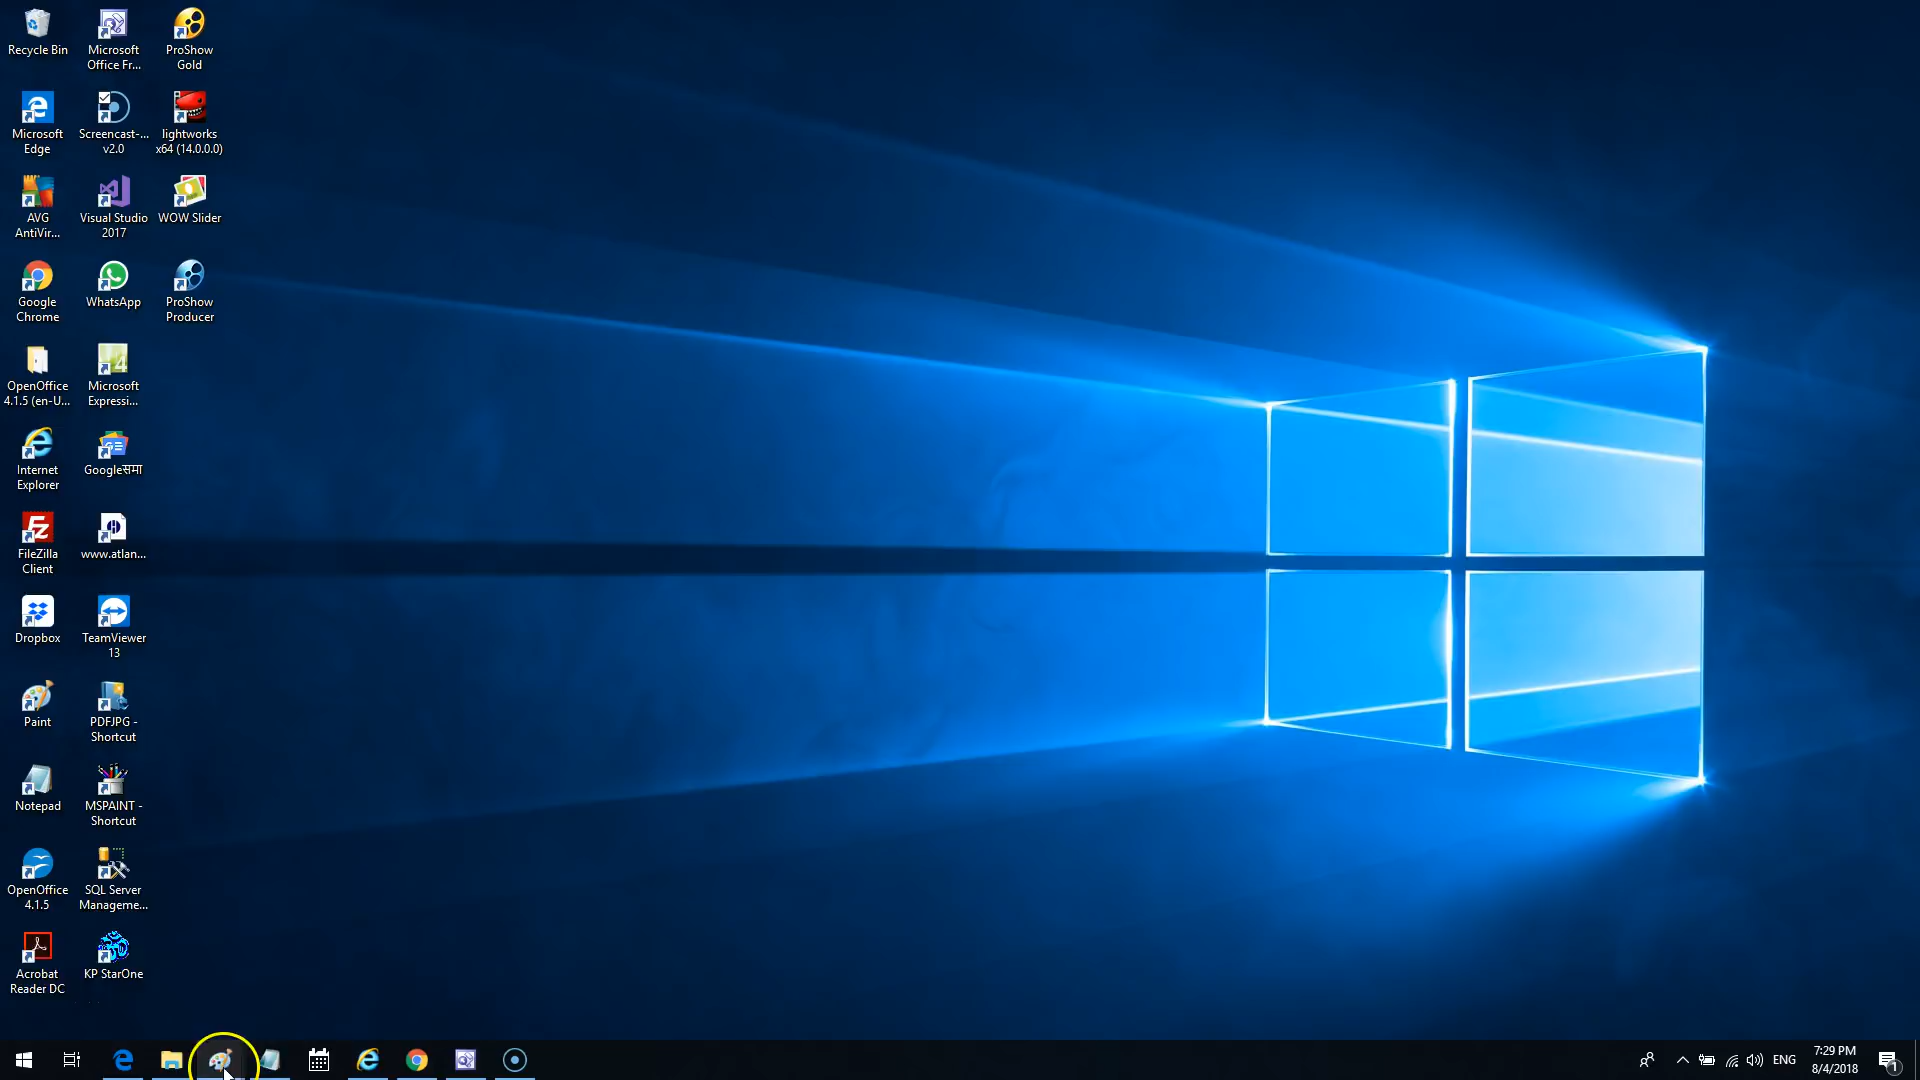 Recycle Bin
Microsoft
Office Fr...
ProShow
Gold
Microsoft
Edge
Screencast-...
v2.0
lightworks
x64 (14.0.0.0)
AVG
AntiVir...
Visual Studio
2017
WOW Slider
Google
Chrome
WhatsApp
ProShow
Producer
OpenOffice
4.1.5 (en-U...
Microsoft
Expressi...
Internet
Explorer
Googleसमा
FileZilla
Client
www.atlan...
Dropbox
TeamViewer
13
Paint
PDFJPG -
Shortcut
Notepad
MSPAINT -
Shortcut
OpenOffice
4.1.5
SQL Server
Manageme...
Acrobat
Reader DC
KP StarOne
ENG
7:29 PM
8/4/2018
1